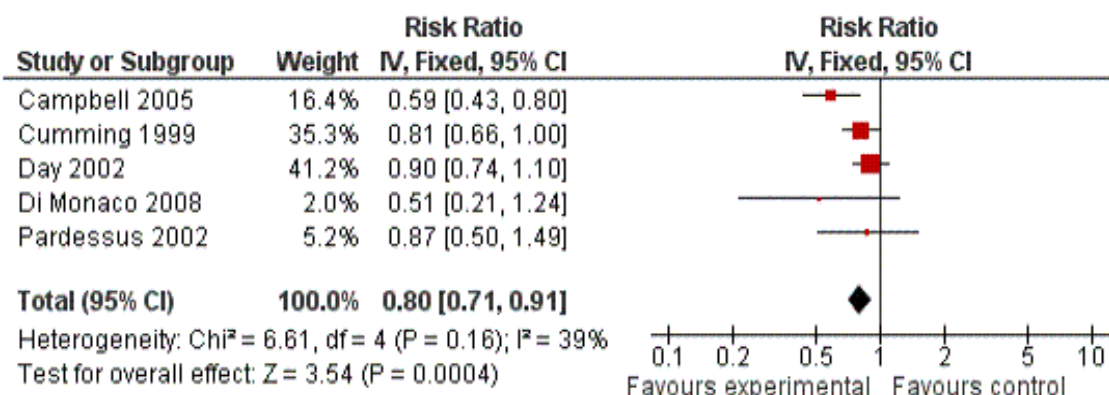 Risk Ratio Risk Ratio
Study or Subgroup Weight IV, Fixed, 95% CI IV, Fixed, 95% CI
Campbell 2005 16.4% 0.59 [0.43, 0.80]
Cumming 1999 35.3% 0.81 [0.66, 1.00]
Day 2002 41.2% 0.90 [0.74, 1.10]
Di Monaco 2008 2.0% 0.51 [0.21, 1.24]
Pardessus 2002 5.2% 0.87 [0.50, 1.49]
Total (95% CI) 100.0% 0.80 [0.71, 0.91]
Heterogeneity: Chi² = 6.61, df = 4 (P = 0.16); I² = 39%
Test for overall effect: Z = 3.54 (P = 0.0004)
0.1 0.2 0.5 1 2 5 10
Favours experimental Favours control